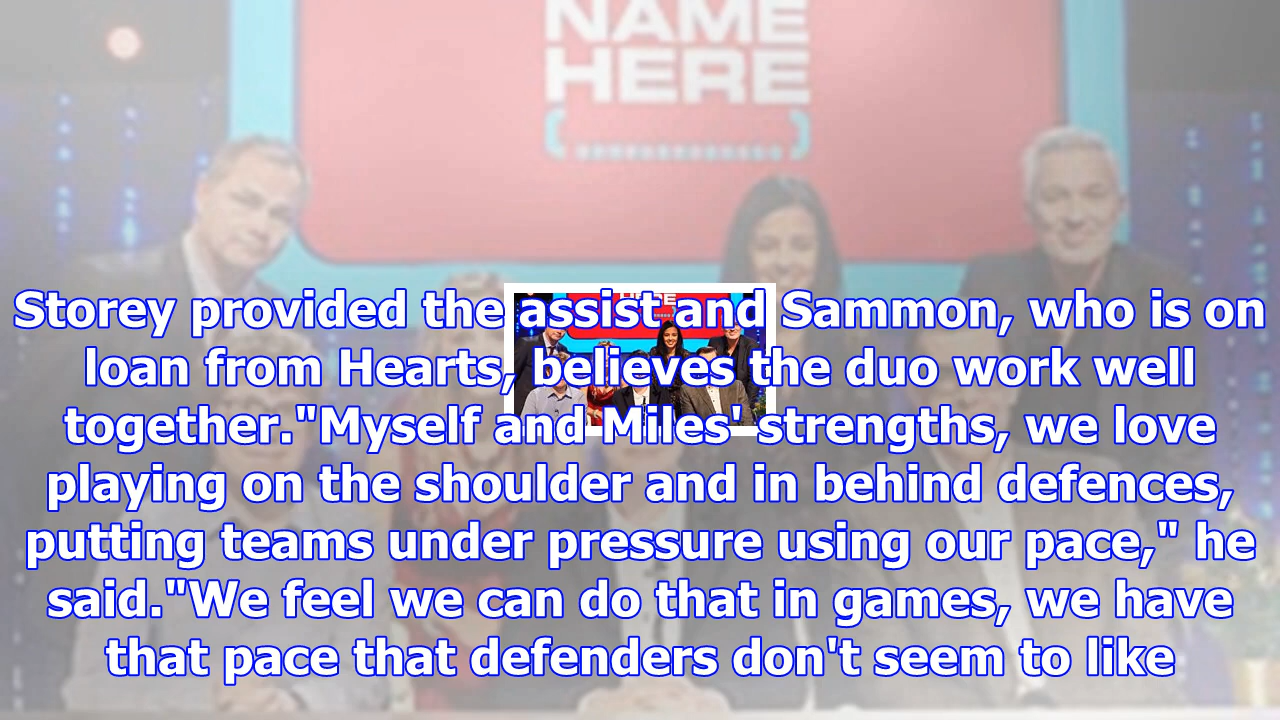 NAME
HERE
HERE
Storey provided the assist and Sammon, who is on
loan from Hearts, believes the duo work well
together."Myself and Miles' strengths, we love
playing on the shoulder and in behind defences,
putting teams under pressure using our pace," he
said."We feel we can do that in games, we have
that pace that defenders don't seem to like